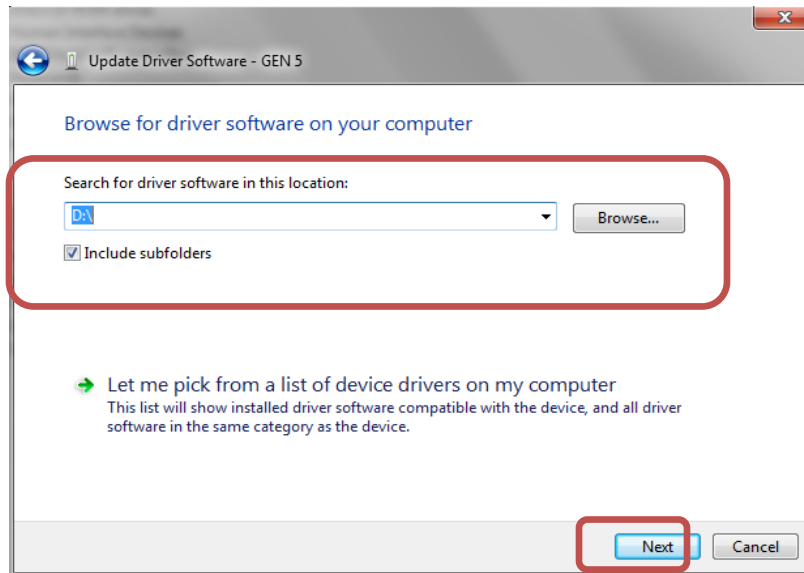 Update Driver Software - GEN 5
Browse for driver software on your computer
Search for driver software in this location:
D:\
Browse...
Include subfolders
Let me pick from a list of device drivers on my computer
This list will show installed driver software compatible with the device, and all driver
software in the same category as the device.
Next
Cancel